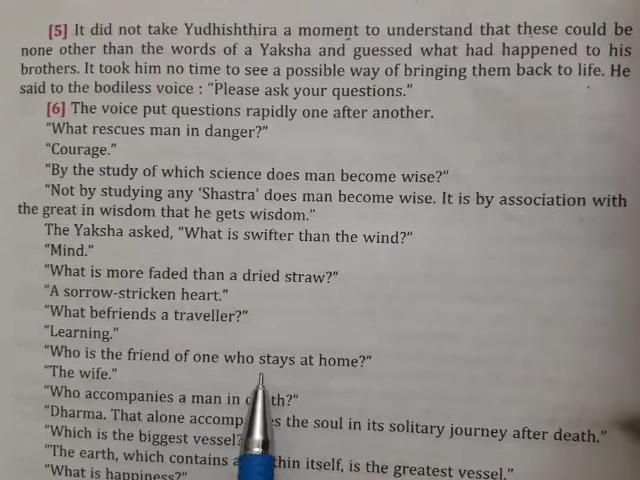 [5] It did not take Yudhishthira a moment to understand that these could be
none other than the words of a Yaksha and guessed what had happened to his
brothers. It took him no time to see a possible way of bringing them back to life. He
said to the bodiless voice : “Please ask your questions.”
[6] The voice put questions rapidly one after another.
“What rescues man in danger?”
“Courage.”
“By the study of which science does man become wise?”
“Not by studying any ‘Shastra’ does man become wise. It is by association with
the great in wisdom that he gets wisdom.”
The Yaksha asked, “What is swifter than the wind?”
“Mind.”
“What is more faded than a dried straw?”
“A sorrow-stricken heart.”
“What befriends a traveller?”
“Learning.”
“Who is the friend of one who stays at home?”
“The wife.”
“Who accompanies a man in th?”
“Dharma. That alone accomp s the soul in its solitary journey after death.”
“Which is the biggest vessel?
“The earth, which contains a thin itself, is the greatest vessel.”
“What is happiness?”